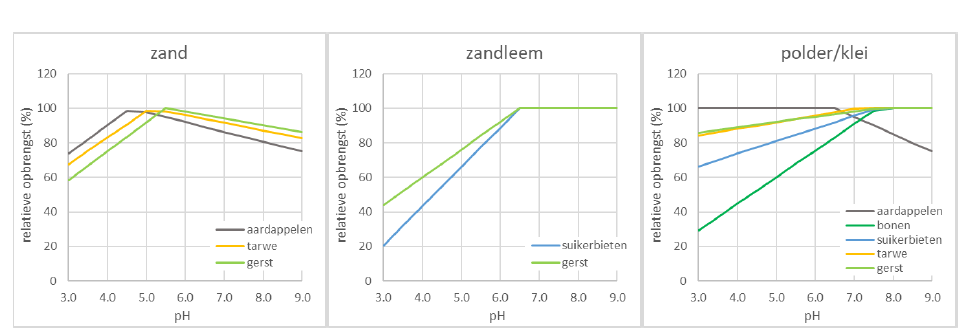 zand
relatieve opbrengst (%)
120
100
80
60
40
20
0
aardappelen
tarwe
gerst
3.0 4.0 5.0 6.0 7.0 8.0 9.0
pH
zandleem
relatieve opbrengst (%)
120
100
80
60
40
20
0
suikerbieten
gerst
3.0 4.0 5.0 6.0 7.0 8.0 9.0
pH
polder/klei
relatieve opbrengst (%)
120
100
80
60
40
20
0
aardappelen
bonen
suikerbieten
tarwe
gerst
3.0 4.0 5.0 6.0 7.0 8.0 9.0
pH